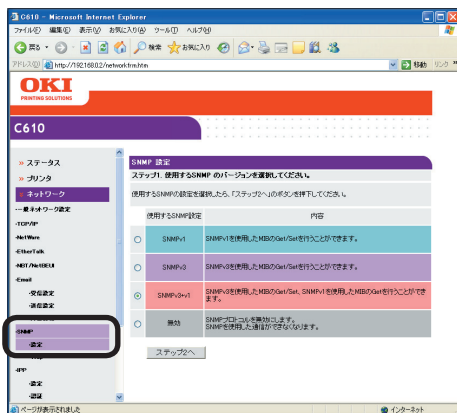 C610 - Microsoft Internet Explorer
ファイル(F) 編集(E) 表示(V) お気に入り(A) ツール(T) ヘルプ(H)
戻る 検索 お気に入り
アドレス(D) http://192.168.0.2/networkfrm.htm 移動 リンク »
OKI
PRINTING SOLUTIONS
C610
» ステータス
» プリンタ
» ネットワーク
-一般ネットワーク設定
-TCP/IP
-NetWare
-EtherTalk
-NBT/NetBEUI
-Email
-受信設定
-送信設定
-SNMP
-設定
-IPP
-設定
-認証
SNMP 設定
ステップ1. 使用するSNMP のバージョンを選択してください。
使用するSNMPの設定を選択したら、「ステップ2へ」のボタンを押下してください。
使用するSNMP設定 内容
SNMPv1 SNMPv1を使用したMIBのGet/Setを行うことができます。
SNMPv3 SNMPv3を使用したMIBのGet/Setを行うことができます。
SNMPv3+v1 SNMPv3を使用したMIBのGet/Set, SNMPv1を使用したMIBのGetを行うことができます。
無効 SNMPプロトコルを無効にします。
SNMPを使用した通信ができなくなります。
ステップ2へ
ページが表示されました インターネット